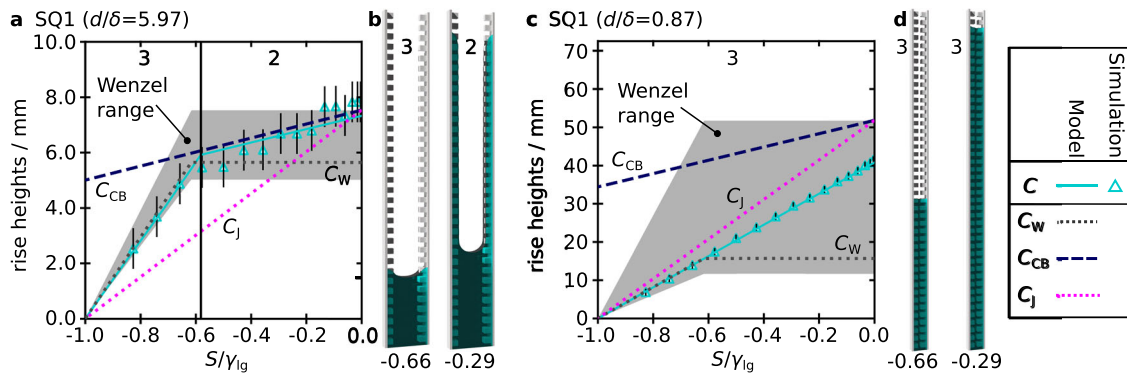 a SQ1 (d/δ=5.97)
10.0
8.0
6.0
4.0
2.0
0.0
rise heights / mm
3
2
Wenzel
range
C_CB
C_J
C_W
-1.0 -0.8 -0.6 -0.4 -0.2 0.0
S/γ_lg
b
3
2
-0.66 -0.29
c SQ1 (d/δ=0.87)
70
60
50
40
30
20
10
0
rise heights / mm
3
Wenzel
range
C_CB
C_J
C_W
-1.0 -0.8 -0.6 -0.4 -0.2 0.0
S/γ_lg
d
3 3
-0.66 -0.29
Simulation
Model
C
C_W
C_CB
C_J